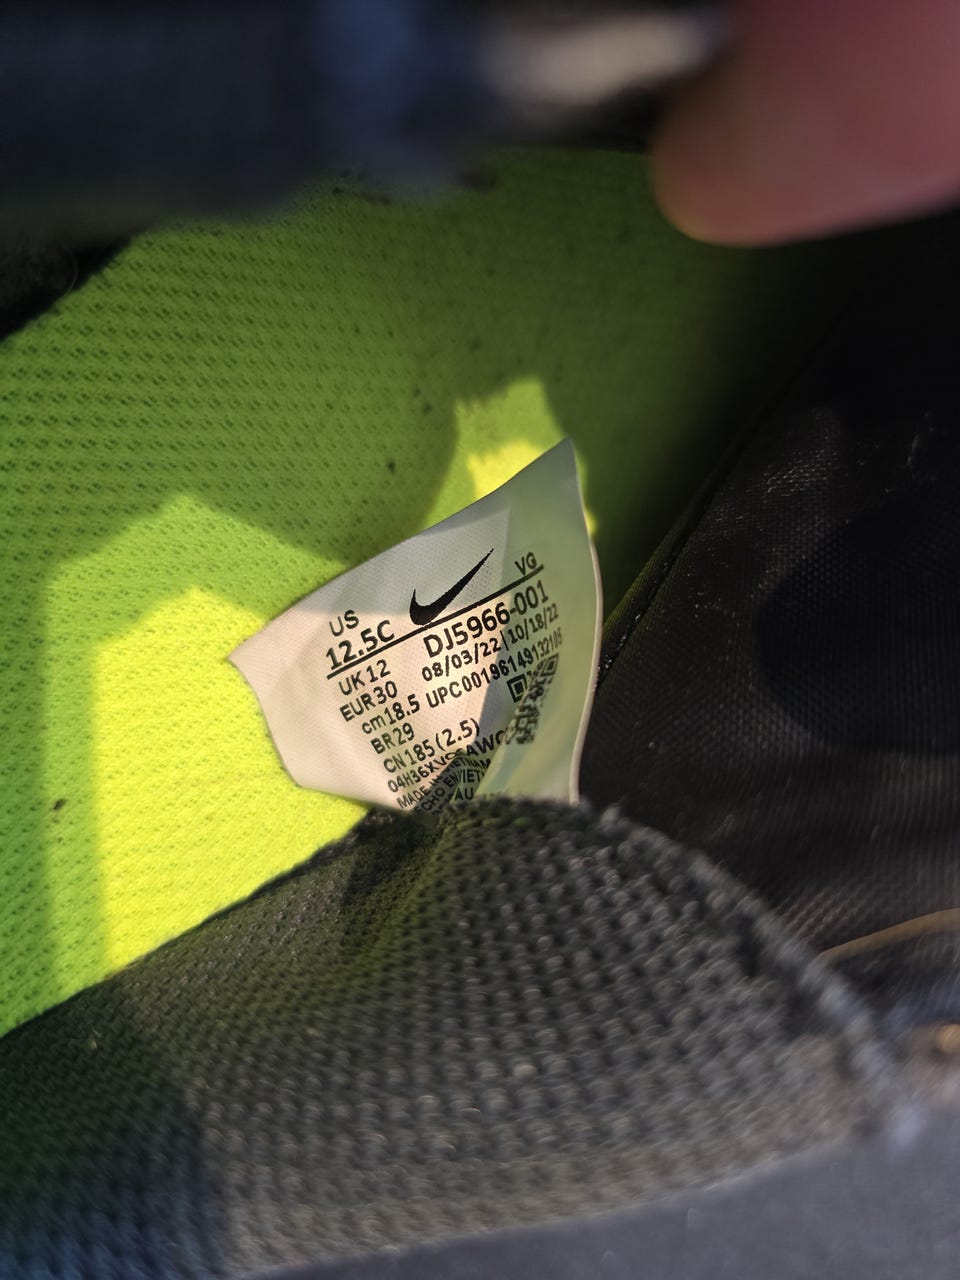 US VG
12.5C DJ5966-001
UK 12 08/03/22|10/18/22
EUR 30 UPC00196149132105
cm 18.5
BR 29
CN 185 (2.5)
MADE IN VIETNAM